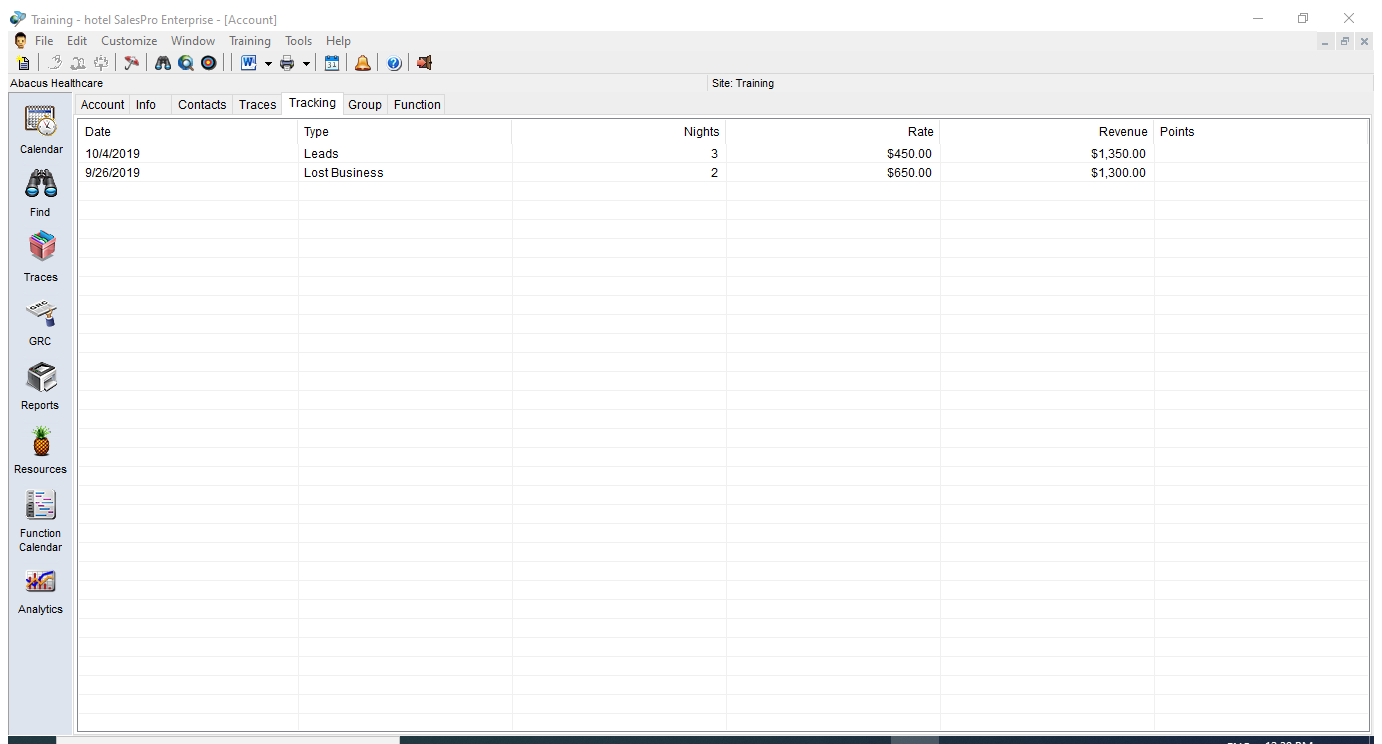 Training - hotel SalesPro Enterprise - [Account]
File Edit Customize Window Training Tools Help
Abacus Healthcare Site: Training
Account Info Contacts Traces Tracking Group Function
Date Type Nights Rate Revenue Points
10/4/2019 Leads 3 $450.00 $1,350.00
9/26/2019 Lost Business 2 $650.00 $1,300.00
Calendar
Find
Traces
GRC
Reports
Resources
Function
Calendar
Analytics